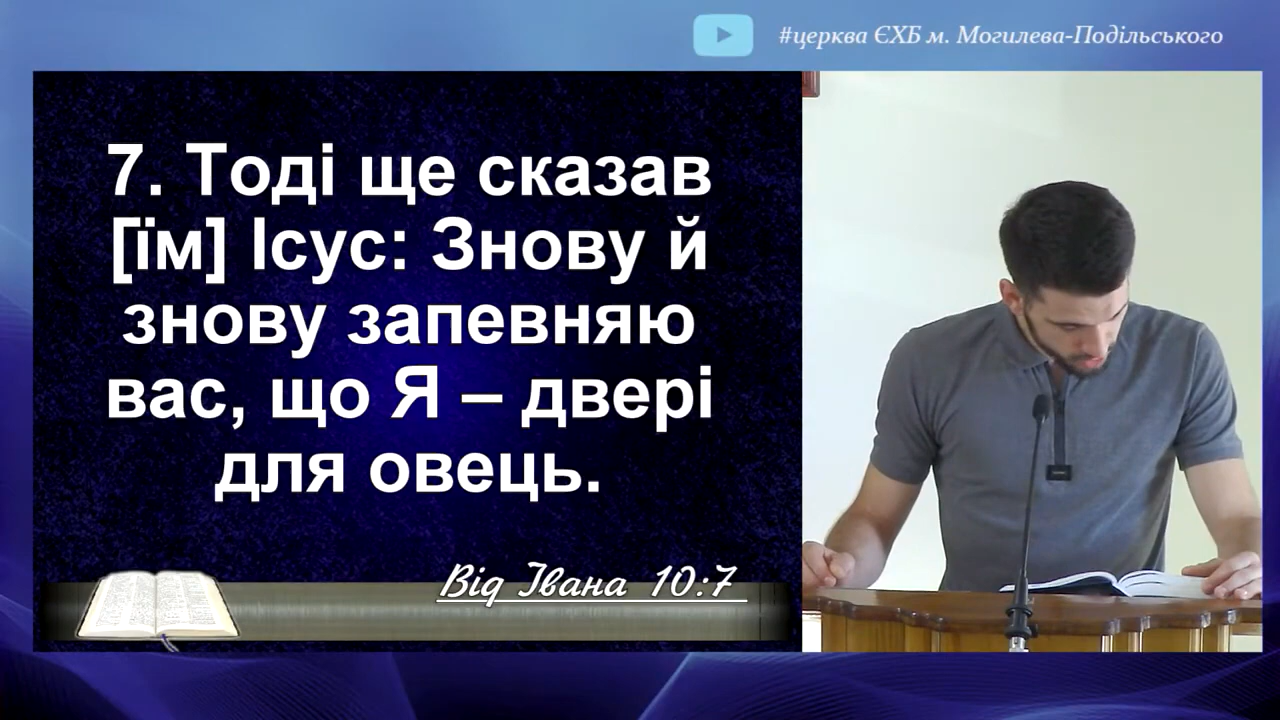 #церква ЄХБ м. Могилева-Подільського
7. Тоді ще сказав
[їм] Ісус: Знову й
знову запевняю
вас, що Я – двері
для овець.
Від Івана 10:7